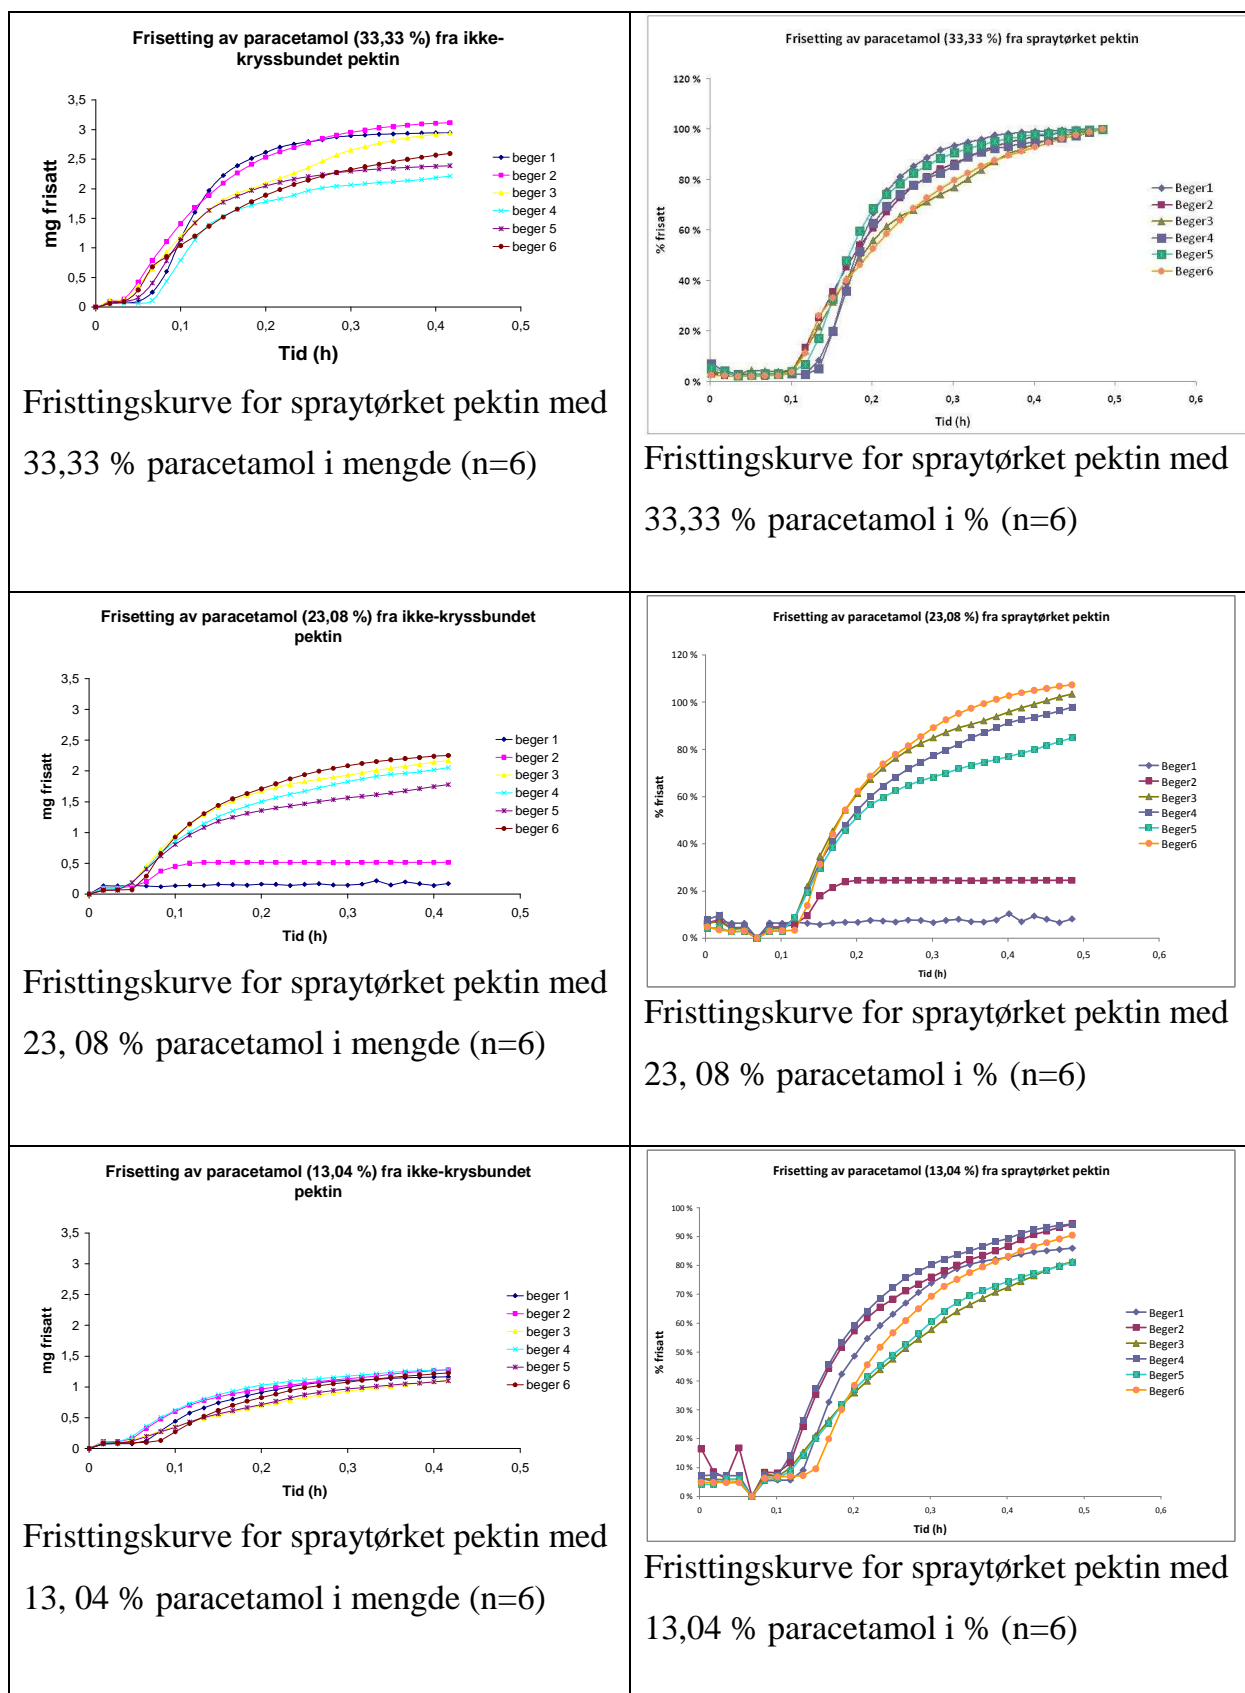 Frisetting av paracetamol (33,33 %) fra ikke-
kryssbundet pektin
3,5
3
2,5
2
1,5
1
0,5
0
mg frisatt
0
0,1
0,2
0,3
0,4
0,5
Tid (h)
beger 1
beger 2
beger 3
beger 4
beger 5
beger 6
Fristtingskurve for spraytørket pektin med
33,33 % paracetamol i mengde (n=6)
Frisetting av paracetamol (33,33 %) fra spraytørket pektin
120 %
100 %
80 %
60 %
40 %
20 %
0 %
% frisatt
0
0,1
0,2
0,3
0,4
0,5
0,6
Tid (h)
Beger1
Beger2
Beger3
Beger4
Beger5
Beger6
Fristtingskurve for spraytørket pektin med
33,33 % paracetamol i % (n=6)
Frisetting av paracetamol (23,08 %) fra ikke-kryssbundet
pektin
3,5
3
2,5
2
1,5
1
0,5
0
mg frisatt
0
0,1
0,2
0,3
0,4
0,5
Tid (h)
beger 1
beger 2
beger 3
beger 4
beger 5
beger 6
Fristtingskurve for spraytørket pektin med
23, 08 % paracetamol i mengde (n=6)
Frisetting av paracetamol (23,08 %) fra spraytørket pektin
120 %
100 %
80 %
60 %
40 %
20 %
0 %
% frisatt
0
0,1
0,2
0,3
0,4
0,5
0,6
Tid (h)
Beger1
Beger2
Beger3
Beger4
Beger5
Beger6
Fristtingskurve for spraytørket pektin med
23, 08 % paracetamol i % (n=6)
Frisetting av paracetamol (13,04 %) fra ikke-krysbundet
pektin
3,5
3
2,5
2
1,5
1
0,5
0
mg frisatt
0
0,1
0,2
0,3
0,4
0,5
Tid (h)
beger 1
beger 2
beger 3
beger 4
beger 5
beger 6
Fristtingskurve for spraytørket pektin med
13, 04 % paracetamol i mengde (n=6)
Frisetting av paracetamol (13,04 %) fra spraytørket pektin
100 %
90 %
80 %
70 %
60 %
50 %
40 %
30 %
20 %
10 %
0 %
% frisatt
0
0,1
0,2
0,3
0,4
0,5
0,6
Tid (h)
Beger1
Beger2
Beger3
Beger4
Beger5
Beger6
Fristtingskurve for spraytørket pektin med
13,04 % paracetamol i % (n=6)